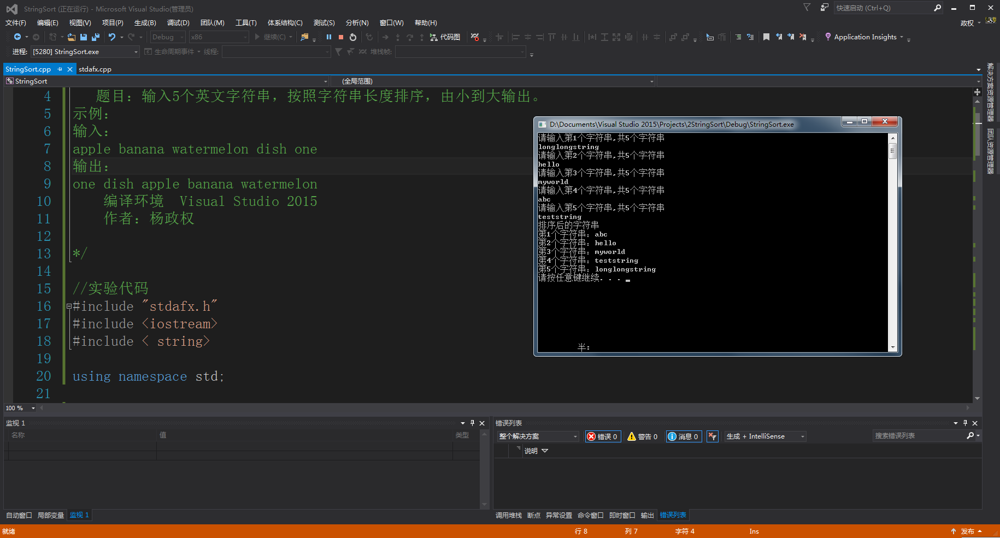 StringSort (正在运行) - Microsoft Visual Studio(管理员)
快速启动 (Ctrl+Q)
文件(F) 编辑(E) 视图(V) 项目(P) 生成(B) 调试(D) 团队(M) 工具(T) 体系结构(C) 测试(S) 分析(N) 窗口(W) 帮助(H)
政权
Debug x86 继续(C) 代码图 Application Insights
进程: [5280] StringSort.exe 生命周期事件 线程: 堆栈帧:
StringSort.cpp stdafx.cpp
StringSort (全局范围)
4 题目：输入5个英文字符串，按照字符串长度排序，由小到大输出。
5 示例：
6 输入：
7 apple banana watermelon dish one
8 输出：
9 one dish apple banana watermelon
10 编译环境 Visual Studio 2015
11 作者：杨政权
12
13 */
14
15 //实验代码
16 #include "stdafx.h"
17 #include <iostream>
18 #include < string>
19
20 using namespace std;
21
D:\Documents\Visual Studio 2015\Projects\2StringSort\Debug\StringSort.exe
请输入第1个字符串,共5个字符串
longlongstring
请输入第2个字符串,共5个字符串
hello
请输入第3个字符串,共5个字符串
myworld
请输入第4个字符串,共5个字符串
abc
请输入第5个字符串,共5个字符串
teststring
排序后的字符串
第1个字符串：abc
第2个字符串：hello
第3个字符串：myworld
第4个字符串：teststring
第5个字符串：longlongstring
请按任意键继续. . .
半：
解决方案资源管理器
团队资源管理器
100 %
监视 1
名称 值 类型
自动窗口 局部变量 监视 1
错误列表
整个解决方案 错误 0 警告 0 消息 0 生成 + IntelliSense 搜索错误列表
说明
调用堆栈 断点 异常设置 命令窗口 即时窗口 输出 错误列表
就绪 行 8 列 7 字符 4 Ins 发布